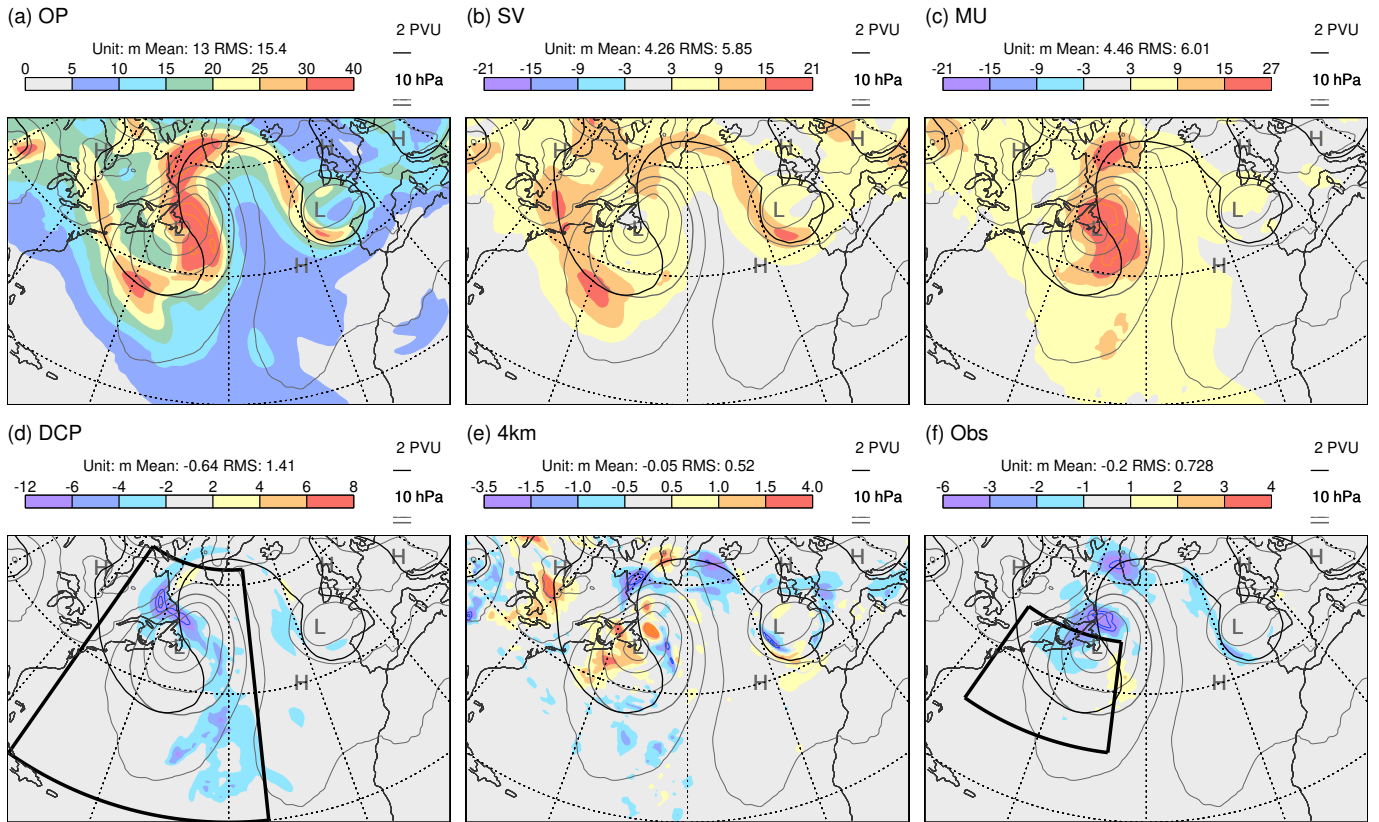 (a) OP
2 PVU
Unit: m Mean: 13 RMS: 15.4
0 5 10 15 20 25 30 40
10 hPa
H H H
L
L
H
(b) SV
2 PVU
Unit: m Mean: 4.26 RMS: 5.85
-21 -15 -9 -3 3 9 15 21
10 hPa
H H H
L
L
H
(c) MU
2 PVU
Unit: m Mean: 4.46 RMS: 6.01
-21 -15 -9 -3 3 9 15 27
10 hPa
H H H
L
L
H
(d) DCP
2 PVU
Unit: m Mean: -0.64 RMS: 1.41
-12 -6 -4 -2 2 4 6 8
10 hPa
H H H
L
L
H
(e) 4km
2 PVU
Unit: m Mean: -0.05 RMS: 0.52
-3.5 -1.5 -1.0 -0.5 0.5 1.0 1.5 4.0
10 hPa
H H H
L
L
H
(f) Obs
2 PVU
Unit: m Mean: -0.2 RMS: 0.728
-6 -3 -2 -1 1 2 3 4
10 hPa
H H H
L
L
H